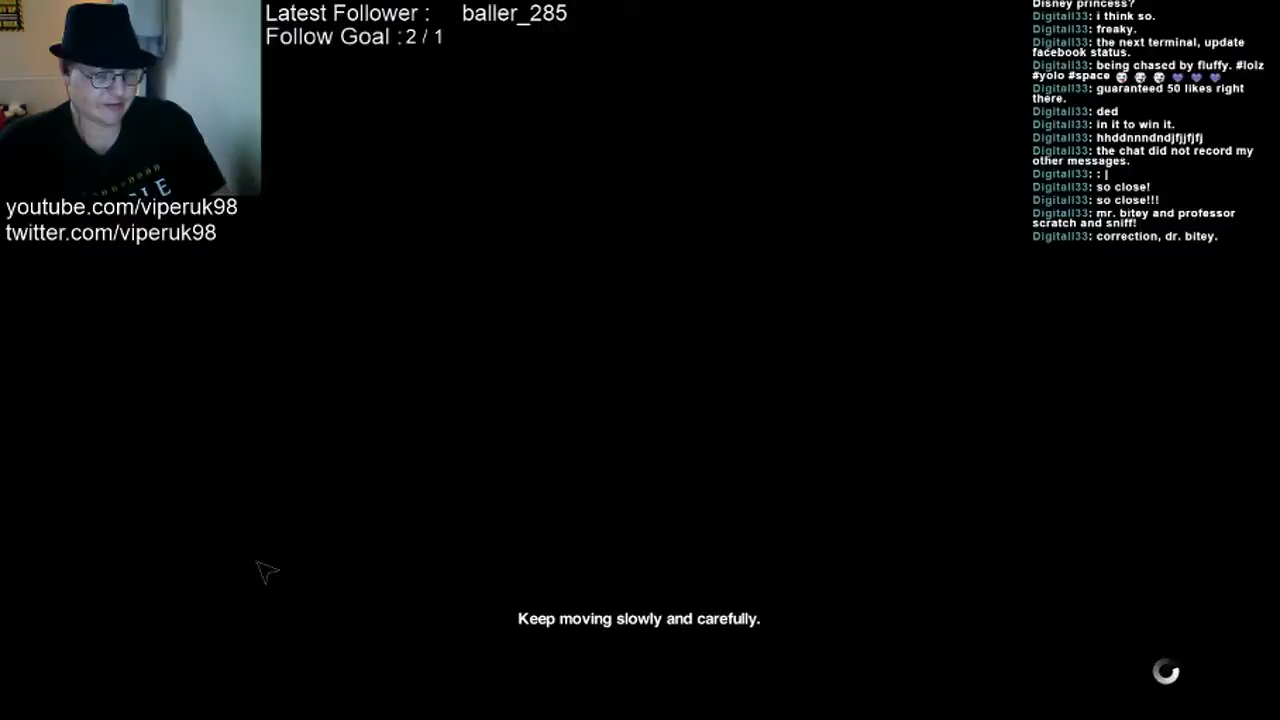 Latest Follower : baller_285
Follow Goal : 2 / 1
youtube.com/viperuk98
twitter.com/viperuk98
Disney princess?
Digitall33: i think so.
Digitall33: freaky.
Digitall33: the next terminal, update
facebook status.
Digitall33: being chased by fluffy. #lolz
#yolo #space
Digitall33: guaranteed 50 likes right
there.
Digitall33: ded
Digitall33: in it to win it.
Digitall33: hhddnnndndjfjjfjfj
Digitall33: the chat did not record my
other messages.
Digitall33: : |
Digitall33: so close!
Digitall33: so close!!!
Digitall33: mr. bitey and professor
scratch and sniff!
Digitall33: correction, dr. bitey.
Keep moving slowly and carefully.